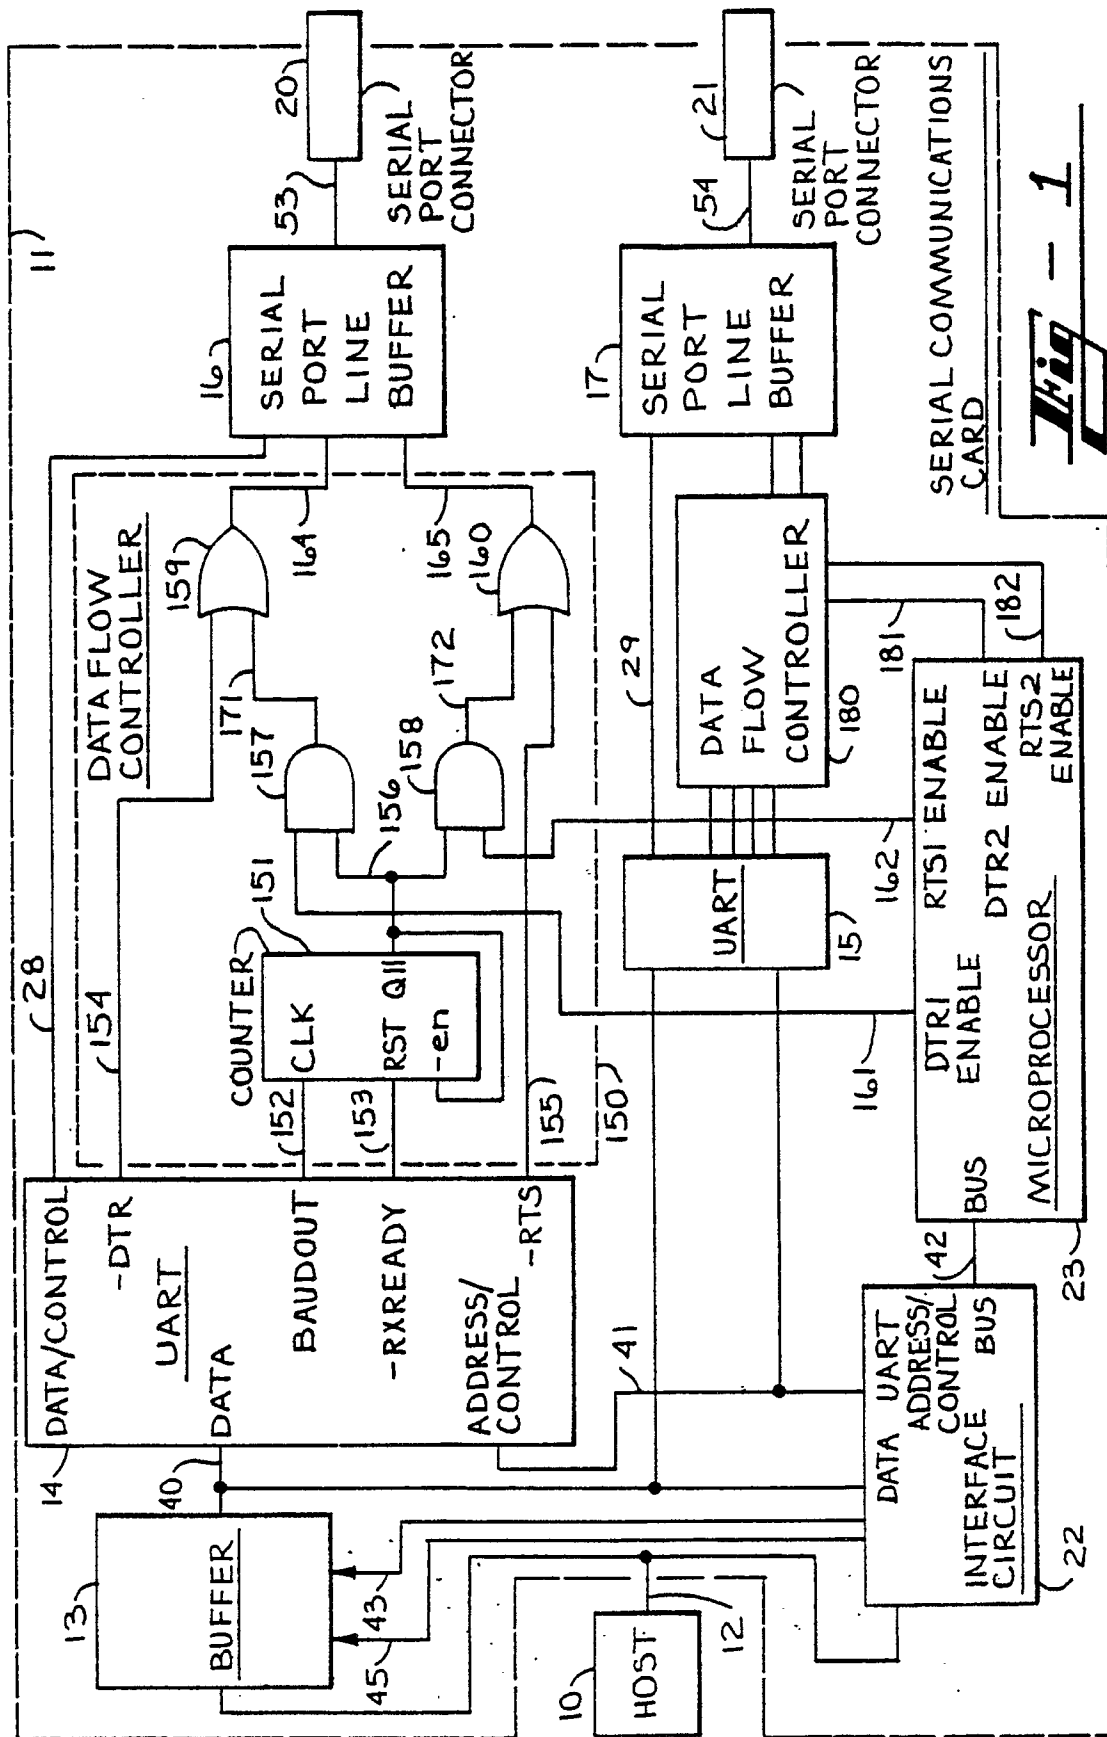 11
20
SERIAL
PORT
CONNECTOR
53
16
SERIAL
PORT
LINE
BUFFER
28
154
DATA FLOW
CONTROLLER
159
164
165
160
171
172
157
158
156
151
COUNTER
CLK
RST Q11
-en
152
153
155
150
14
DATA/CONTROL
-DTR
UART
DATA
BAUDOUT
-RXREADY
ADDRESS/
CONTROL
-RTS
40
13
BUFFER
43
45
10
HOST
12
41
21
SERIAL
PORT
CONNECTOR
54
17
SERIAL
PORT
LINE
BUFFER
29
DATA
FLOW
CONTROLLER
180
181
182
UART
15
162
161
RTS1 ENABLE
DTR2 ENABLE
RTS2
ENABLE
DTR1
ENABLE
MICROPROCESSOR
BUS
23
42
DATA UART
ADDRESS/
CONTROL
BUS
INTERFACE
CIRCUIT
22
SERIAL COMMUNICATIONS
CARD
Fig - 1